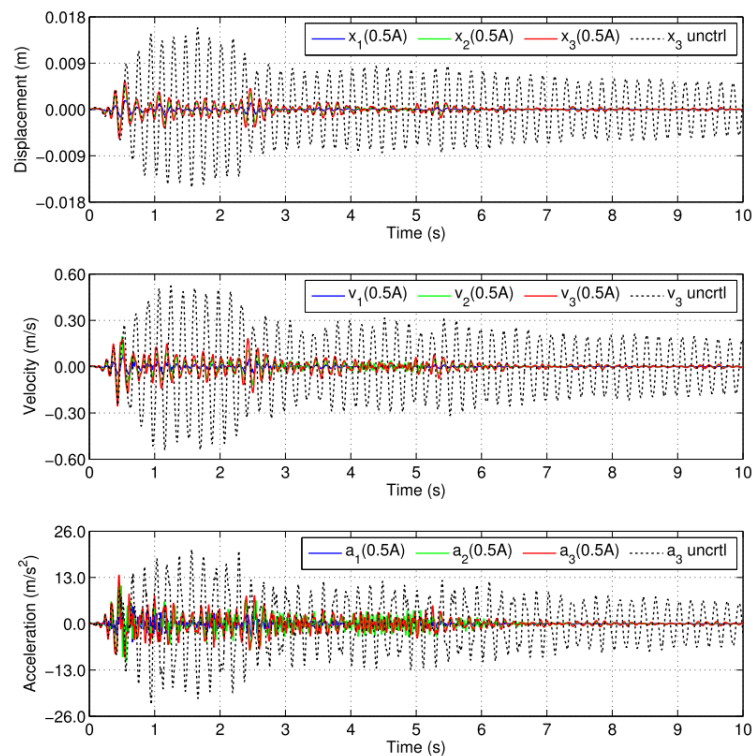 0.018
0.009
0.000
−0.009
−0.018
Displacement (m)
x₁(0.5A) x₂(0.5A) x₃(0.5A) x₃ unctrl
0 1 2 3 4 5 6 7 8 9 10
Time (s)
0.60
0.30
0.00
−0.30
−0.60
Velocity (m/s)
v₁(0.5A) v₂(0.5A) v₃(0.5A) v₃ uncrtl
0 1 2 3 4 5 6 7 8 9 10
Time (s)
26.0
13.0
0.0
−13.0
−26.0
Acceleration (m/s²)
a₁(0.5A) a₂(0.5A) a₃(0.5A) a₃ uncrtl
0 1 2 3 4 5 6 7 8 9 10
Time (s)